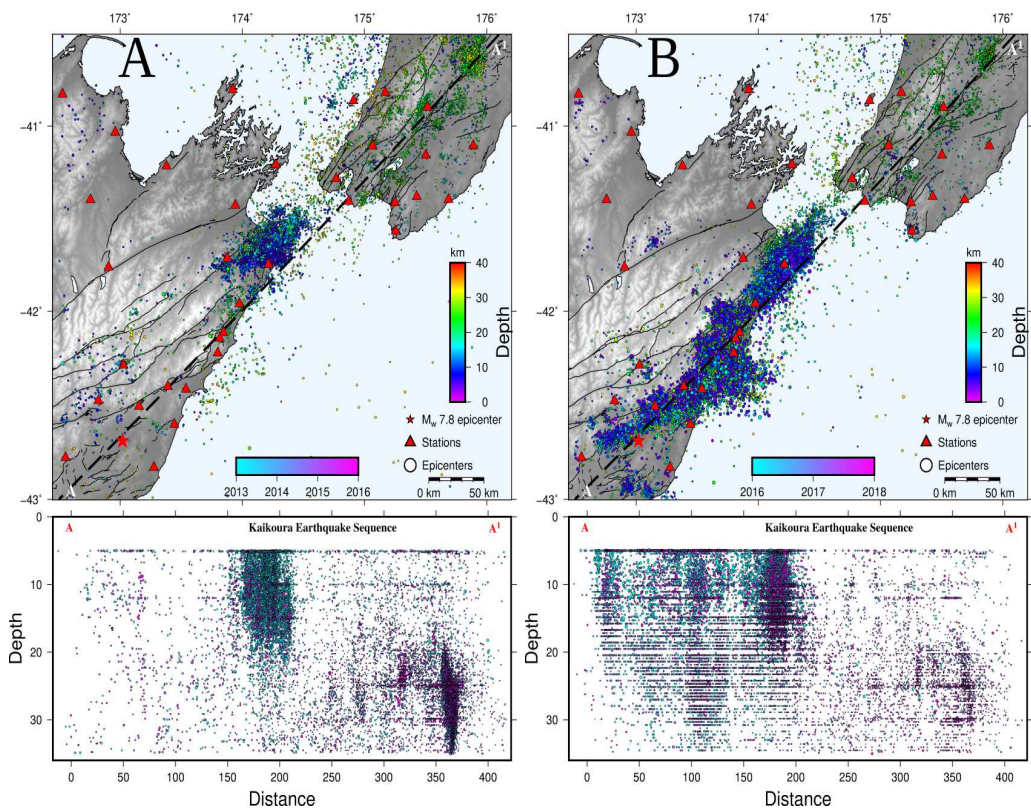 173˚ 174˚ 175˚ 176˚
173˚ 174˚ 175˚ 176˚
A
A¹
B
A¹
-41˚
-42˚
-43˚
-41˚
-42˚
-43˚
km
40
30
20
10
0
Depth
km
40
30
20
10
0
Depth
Mw 7.8 epicenter
Stations
Epicenters
0 km 50 km
2013 2014 2015 2016
A
Mw 7.8 epicenter
Stations
Epicenters
0 km 50 km
2016 2017 2018
A
A Kaikoura Earthquake Sequence A¹
0
10
20
30
Depth
0 50 100 150 200 250 300 350 400
Distance
A Kaikoura Earthquake Sequence A¹
0
10
20
30
Depth
0 50 100 150 200 250 300 350 400
Distance